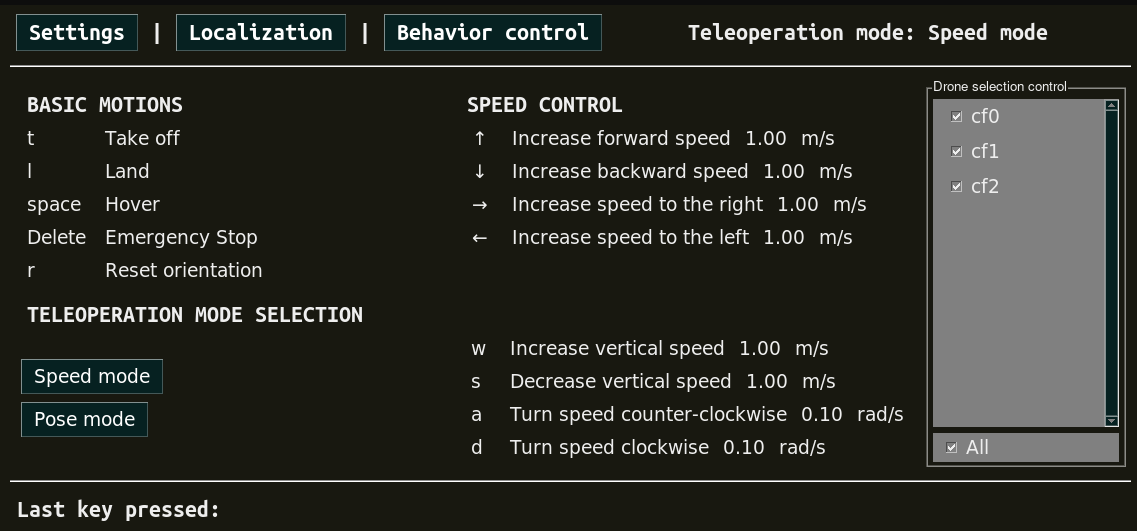 Settings | Localization | Behavior control Teleoperation mode: Speed mode
BASIC MOTIONS
t Take off
l Land
space Hover
Delete Emergency Stop
r Reset orientation
TELEOPERATION MODE SELECTION
Speed mode
Pose mode
SPEED CONTROL
↑ Increase forward speed 1.00 m/s
↓ Increase backward speed 1.00 m/s
→ Increase speed to the right 1.00 m/s
← Increase speed to the left 1.00 m/s
w Increase vertical speed 1.00 m/s
s Decrease vertical speed 1.00 m/s
a Turn speed counter-clockwise 0.10 rad/s
d Turn speed clockwise 0.10 rad/s
Drone selection control
cf0
cf1
cf2
All
Last key pressed: